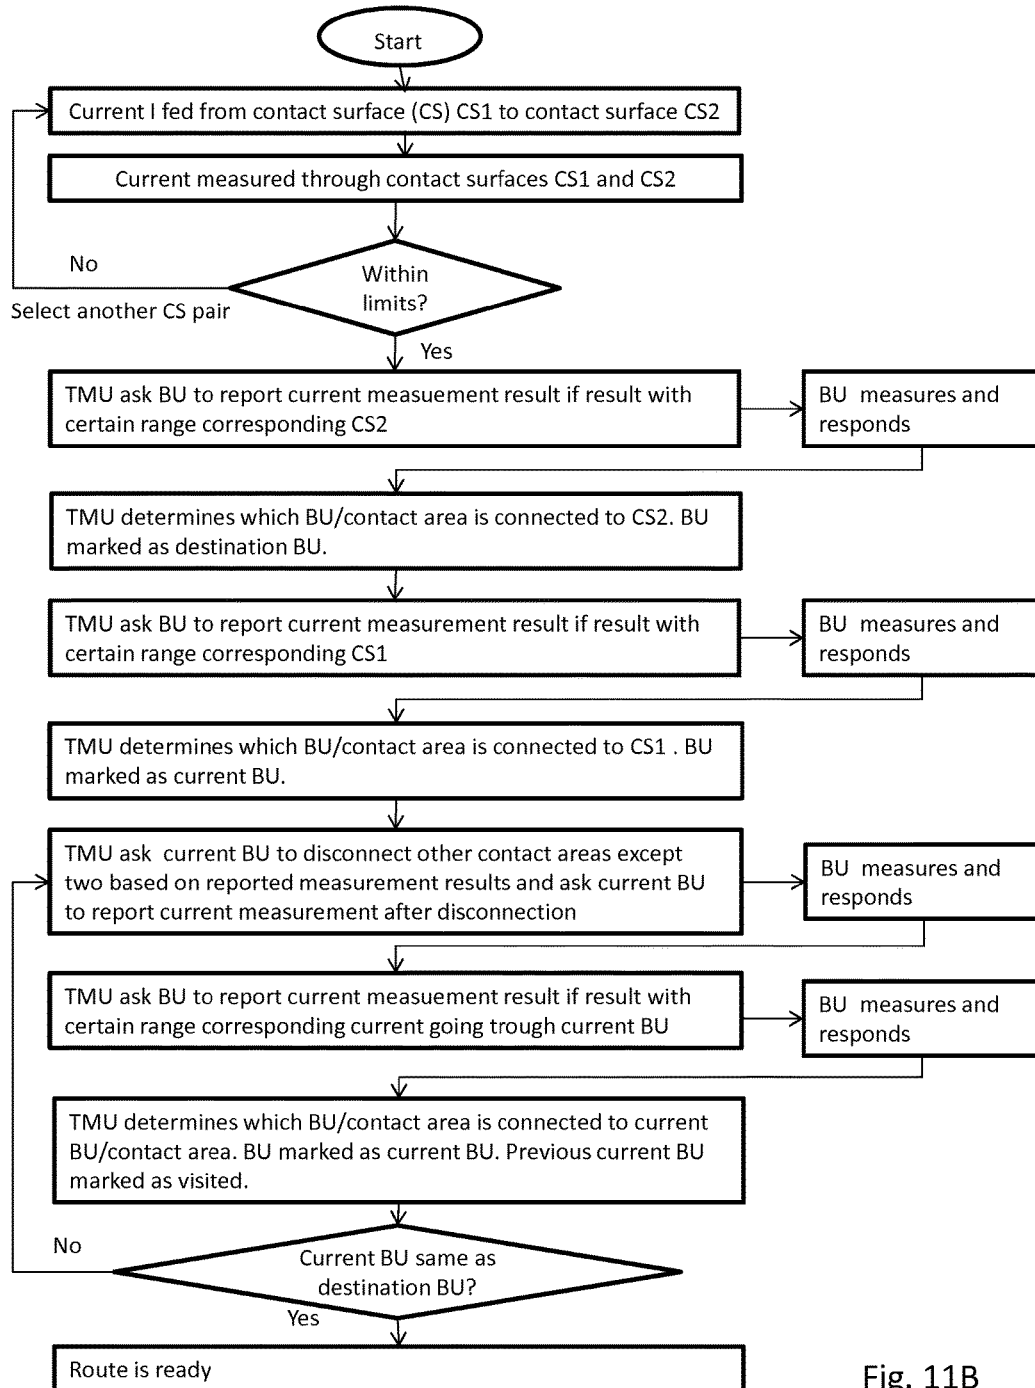 Start
Current I fed from contact surface (CS) CS1 to contact surface CS2
Current measured through contact surfaces CS1 and CS2
No
Within
limits?
Select another CS pair
Yes
TMU ask BU to report current measuement result if result with
certain range corresponding CS2
BU measures and
responds
TMU determines which BU/contact area is connected to CS2. BU
marked as destination BU.
TMU ask BU to report current measurement result if result with
certain range corresponding CS1
BU measures and
responds
TMU determines which BU/contact area is connected to CS1 . BU
marked as current BU.
TMU ask current BU to disconnect other contact areas except
two based on reported measurement results and ask current BU
to report current measurement after disconnection
BU measures and
responds
TMU ask BU to report current measuement result if result with
certain range corresponding current going trough current BU
BU measures and
responds
TMU determines which BU/contact area is connected to current
BU/contact area. BU marked as current BU. Previous current BU
marked as visited.
No
Current BU same as
destination BU?
Yes
Route is ready
Fig. 11B